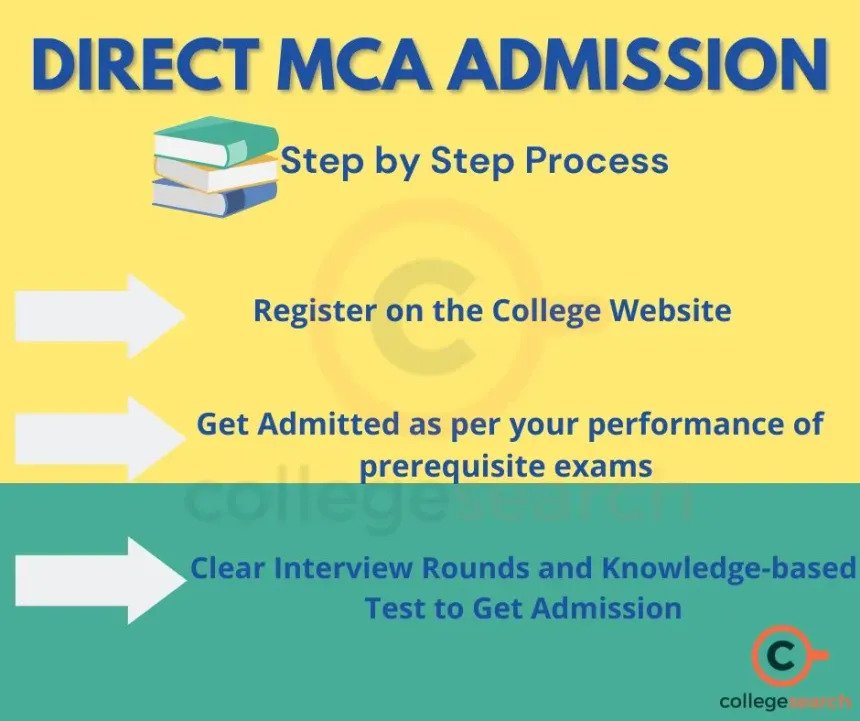 DIRECT MCA ADMISSION
Step by Step Process
Register on the College Website
Get Admitted as per your performance of
prerequisite exams
collegesearch
Clear Interview Rounds and Knowledge-based
Test to Get Admission
C
collegesearch